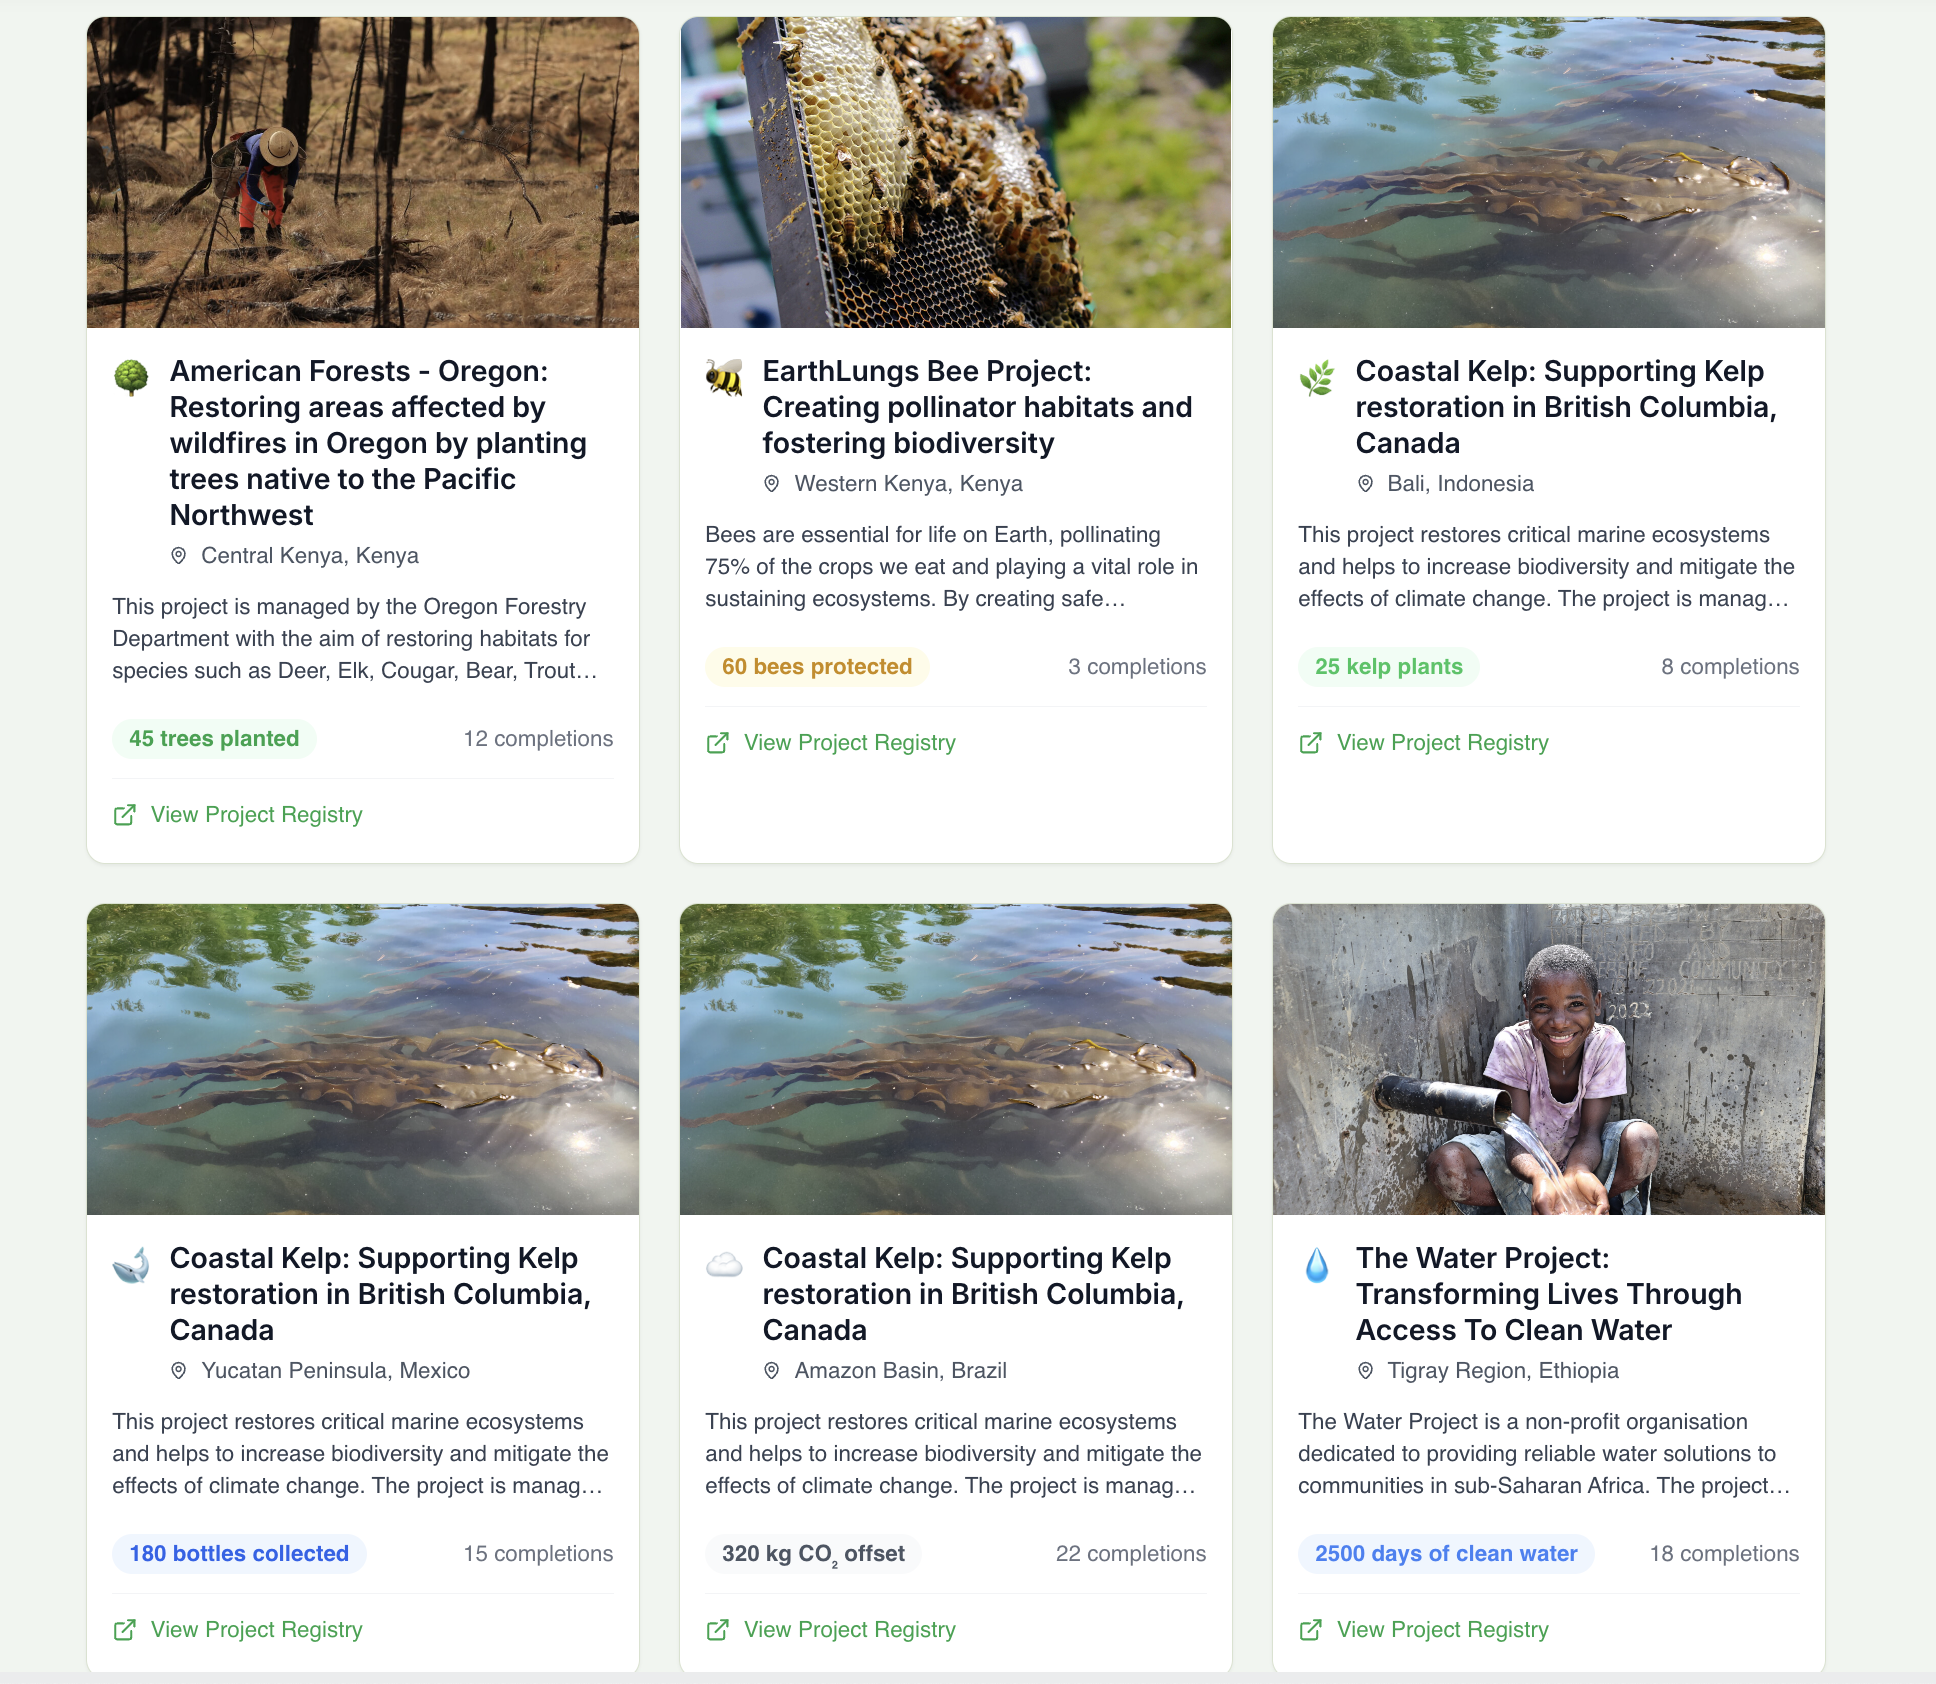 American Forests - Oregon:
Restoring areas affected by
wildfires in Oregon by planting
trees native to the Pacific
Northwest
Central Kenya, Kenya
This project is managed by the Oregon Forestry
Department with the aim of restoring habitats for
species such as Deer, Elk, Cougar, Bear, Trout...
45 trees planted
12 completions
View Project Registry
EarthLungs Bee Project:
Creating pollinator habitats and
fostering biodiversity
Western Kenya, Kenya
Bees are essential for life on Earth, pollinating
75% of the crops we eat and playing a vital role in
sustaining ecosystems. By creating safe...
60 bees protected
3 completions
View Project Registry
Coastal Kelp: Supporting Kelp
restoration in British Columbia,
Canada
Bali, Indonesia
This project restores critical marine ecosystems
and helps to increase biodiversity and mitigate the
effects of climate change. The project is manag...
25 kelp plants
8 completions
View Project Registry
Coastal Kelp: Supporting Kelp
restoration in British Columbia,
Canada
Yucatan Peninsula, Mexico
This project restores critical marine ecosystems
and helps to increase biodiversity and mitigate the
effects of climate change. The project is manag...
180 bottles collected
15 completions
View Project Registry
Coastal Kelp: Supporting Kelp
restoration in British Columbia,
Canada
Amazon Basin, Brazil
This project restores critical marine ecosystems
and helps to increase biodiversity and mitigate the
effects of climate change. The project is manag...
320 kg CO₂ offset
22 completions
View Project Registry
COMMUNITY
2022
The Water Project:
Transforming Lives Through
Access To Clean Water
Tigray Region, Ethiopia
The Water Project is a non-profit organisation
dedicated to providing reliable water solutions to
communities in sub-Saharan Africa. The project...
2500 days of clean water
18 completions
View Project Registry